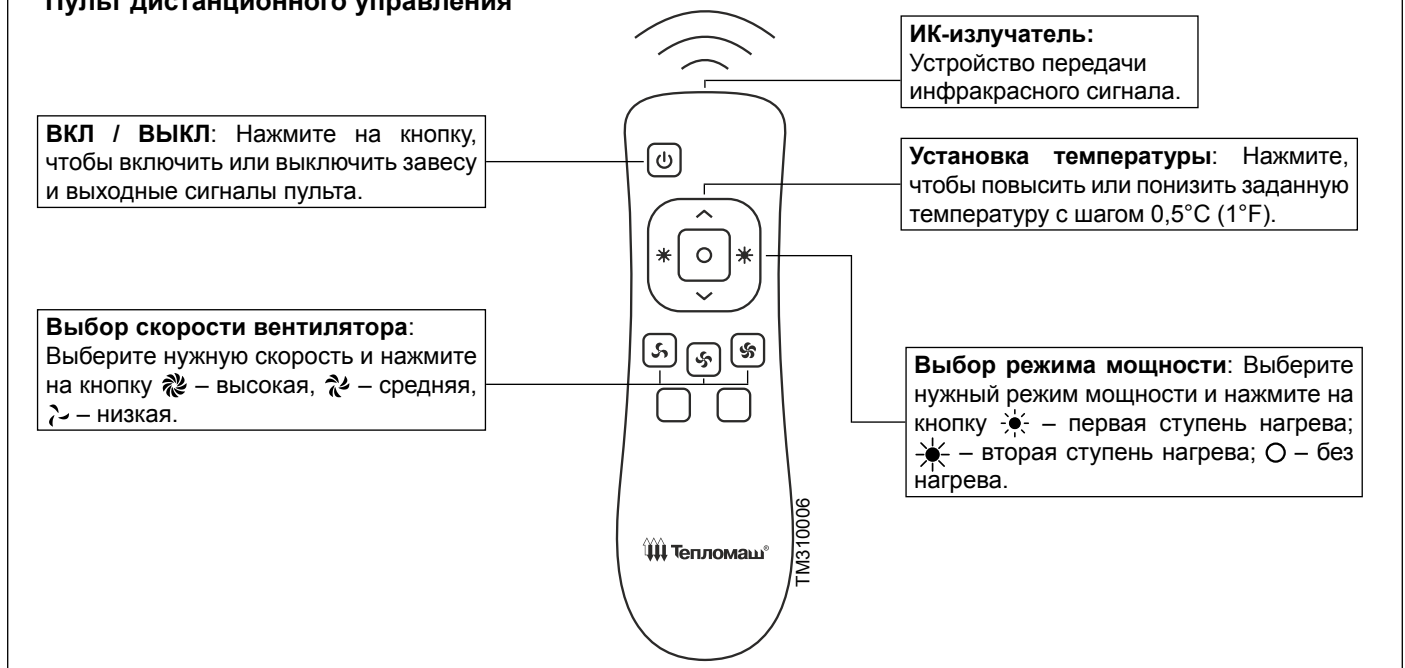 Пульт дистанционного управления
ИК-излучатель:
Устройство передачи
инфракрасного сигнала.
ВКЛ / ВЫКЛ: Нажмите на кнопку,
чтобы включить или выключить завесу
и выходные сигналы пульта.
Установка температуры: Нажмите,
чтобы повысить или понизить заданную
температуру с шагом 0,5°C (1°F).
Выбор скорости вентилятора:
Выберите нужную скорость и нажмите
на кнопку – высокая, – средняя,
– низкая.
Выбор режима мощности: Выберите
нужный режим мощности и нажмите на
кнопку – первая ступень нагрева;
– вторая ступень нагрева; – без
нагрева.
Тепломаш®
TM310006